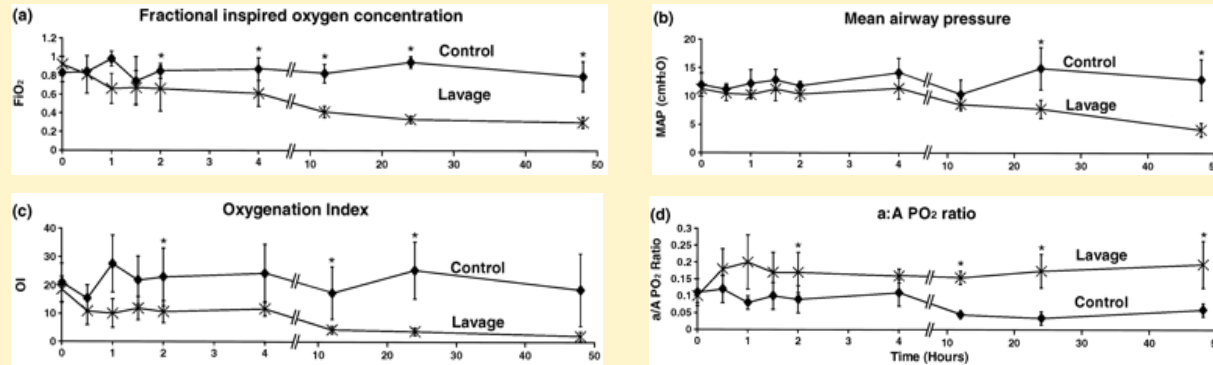 (a) Fractional inspired oxygen concentration
FiO₂
1.2
1
0.8
0.6
0.4
0.2
0
* * * * *
Control
Lavage
0 1 2 3 4 10 20 30 40 50
(b) Mean airway pressure
MAP (cmH₂O)
20
15
10
5
0
* *
Control
Lavage
0 1 2 3 4 10 20 30 40
(c) Oxygenation Index
OI
40
30
20
10
0
* * *
Control
Lavage
0 1 2 3 4 10 20 30 40 50
(d) a:A PO₂ ratio
a/A PO₂ Ratio
0.3
0.25
0.2
0.15
0.1
0.05
0
* * * *
Lavage
Control
0 1 2 3 4 10 20 30 40
Time (Hours)